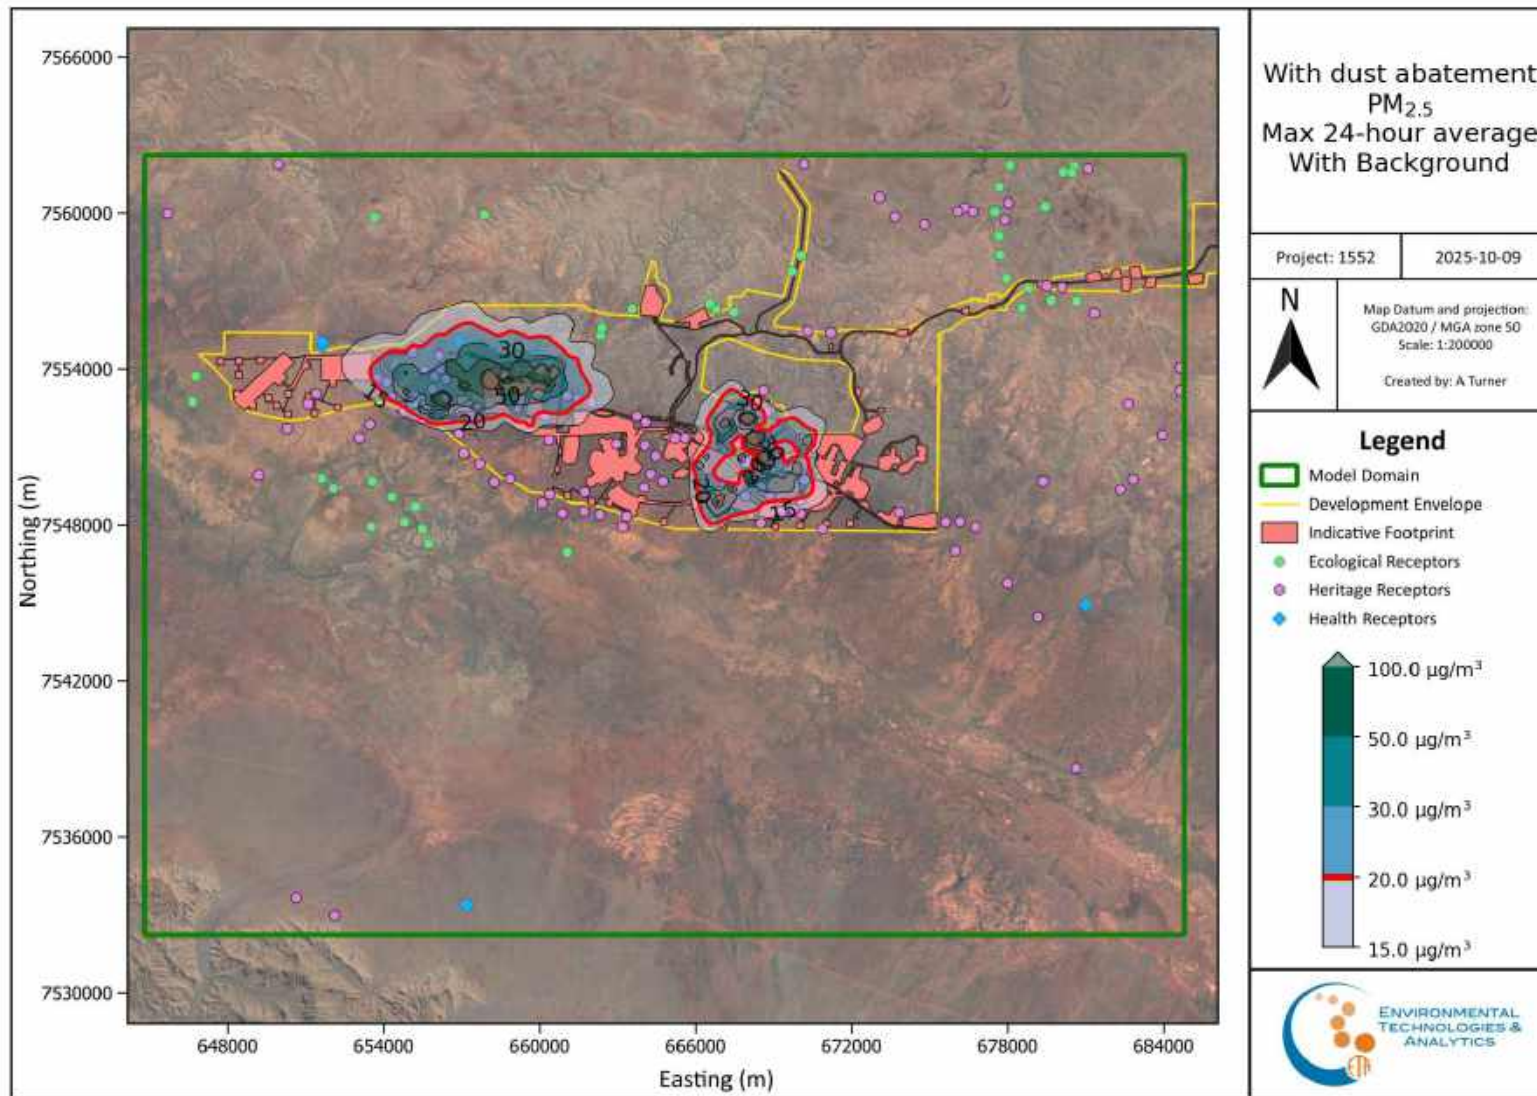 With dust abatement
PM2.5
Max 24-hour average
With Background
Project: 1552
2025-10-09
N
Map Datum and projection:
GDA2020 / MGA zone 50
Scale: 1:200000
Created by: A Turner
Legend
Model Domain
Development Envelope
Indicative Footprint
Ecological Receptors
Heritage Receptors
Health Receptors
100.0 µg/m³
50.0 µg/m³
30.0 µg/m³
20.0 µg/m³
15.0 µg/m³
ENVIRONMENTAL
TECHNOLOGIES &
ANALYTICS
ETA
Northing (m)
7566000
7560000
7554000
7548000
7542000
7536000
7530000
648000
654000
660000
666000
672000
678000
684000
Easting (m)
30
50
20
15